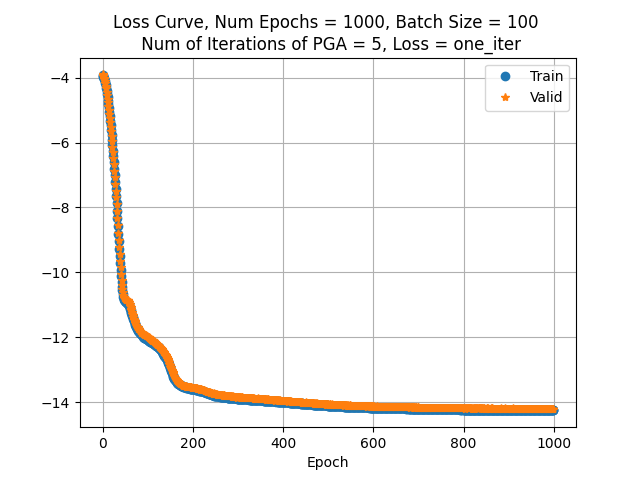 Loss Curve, Num Epochs = 1000, Batch Size = 100
Num of Iterations of PGA = 5, Loss = one_iter
Train
Valid
−4
−6
−8
−10
−12
−14
0 200 400 600 800 1000
Epoch